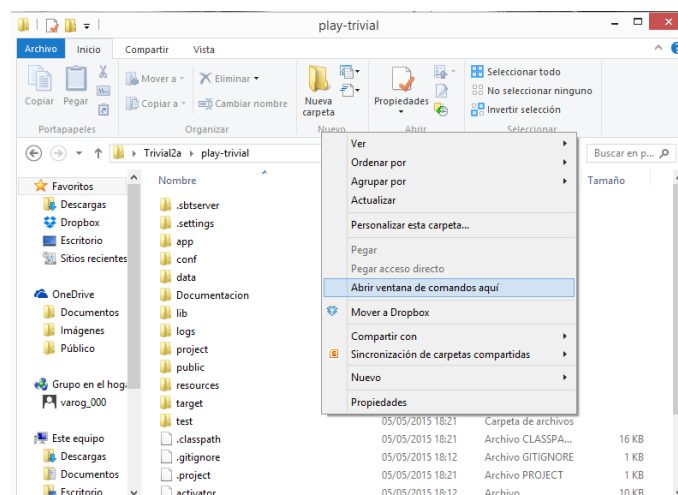 play-trivial
Archivo Inicio Compartir Vista
Copiar Pegar
Mover a
Copiar a
Eliminar
Cambiar nombre
Nueva carpeta
Propiedades
Seleccionar todo
No seleccionar ninguno
Invertir selección
Portapapeles Organizar Nuevo Abrir Seleccionar
Trivial2a play-trivial
Buscar en p...
Favoritos
Descargas
Dropbox
Escritorio
Sitios recientes
OneDrive
Documentos
Imágenes
Público
Grupo en el hoga
varog_000
Este equipo
Descargas
Documentos
Escritorio
Nombre
Tamaño
.sbtserver
.settings
app
conf
data
Documentacion
lib
logs
project
public
resources
target
test 05/05/2015 18:21 Carpeta de archivos
.classpath 05/05/2015 18:21 Archivo CLASSPA... 16 KB
.gitignore 05/05/2015 18:12 Archivo GITIGNORE 1 KB
.project 05/05/2015 18:21 Archivo PROJECT 1 KB
activator 05/05/2015 18:12 Archivo 10 KB
Ver
Ordenar por
Agrupar por
Actualizar
Personalizar esta carpeta...
Pegar
Pegar acceso directo
Abrir ventana de comandos aquí
Mover a Dropbox
Compartir con
Sincronización de carpetas compartidas
Nuevo
Propiedades